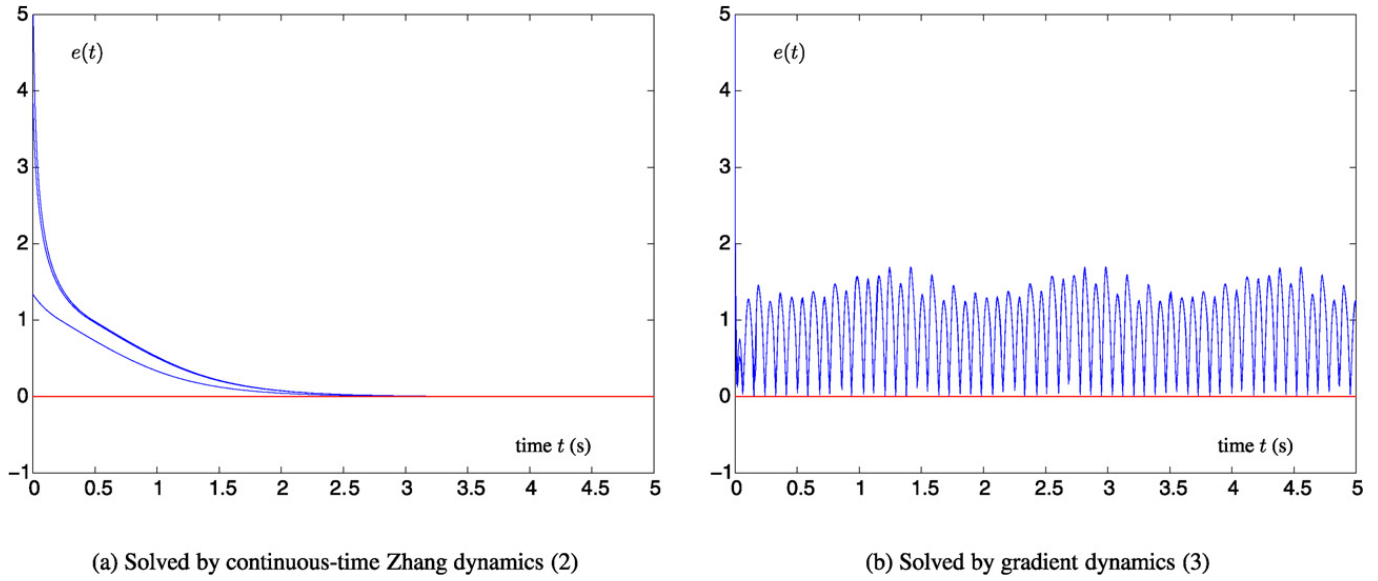 5
e(t)
4
3
2
1
0
time t (s)
−1
0 0.5 1 1.5 2 2.5 3 3.5 4 4.5 5
(a) Solved by continuous-time Zhang dynamics (2)
5
e(t)
4
3
2
1
0
time t (s)
−1
0 0.5 1 1.5 2 2.5 3 3.5 4 4.5 5
(b) Solved by gradient dynamics (3)